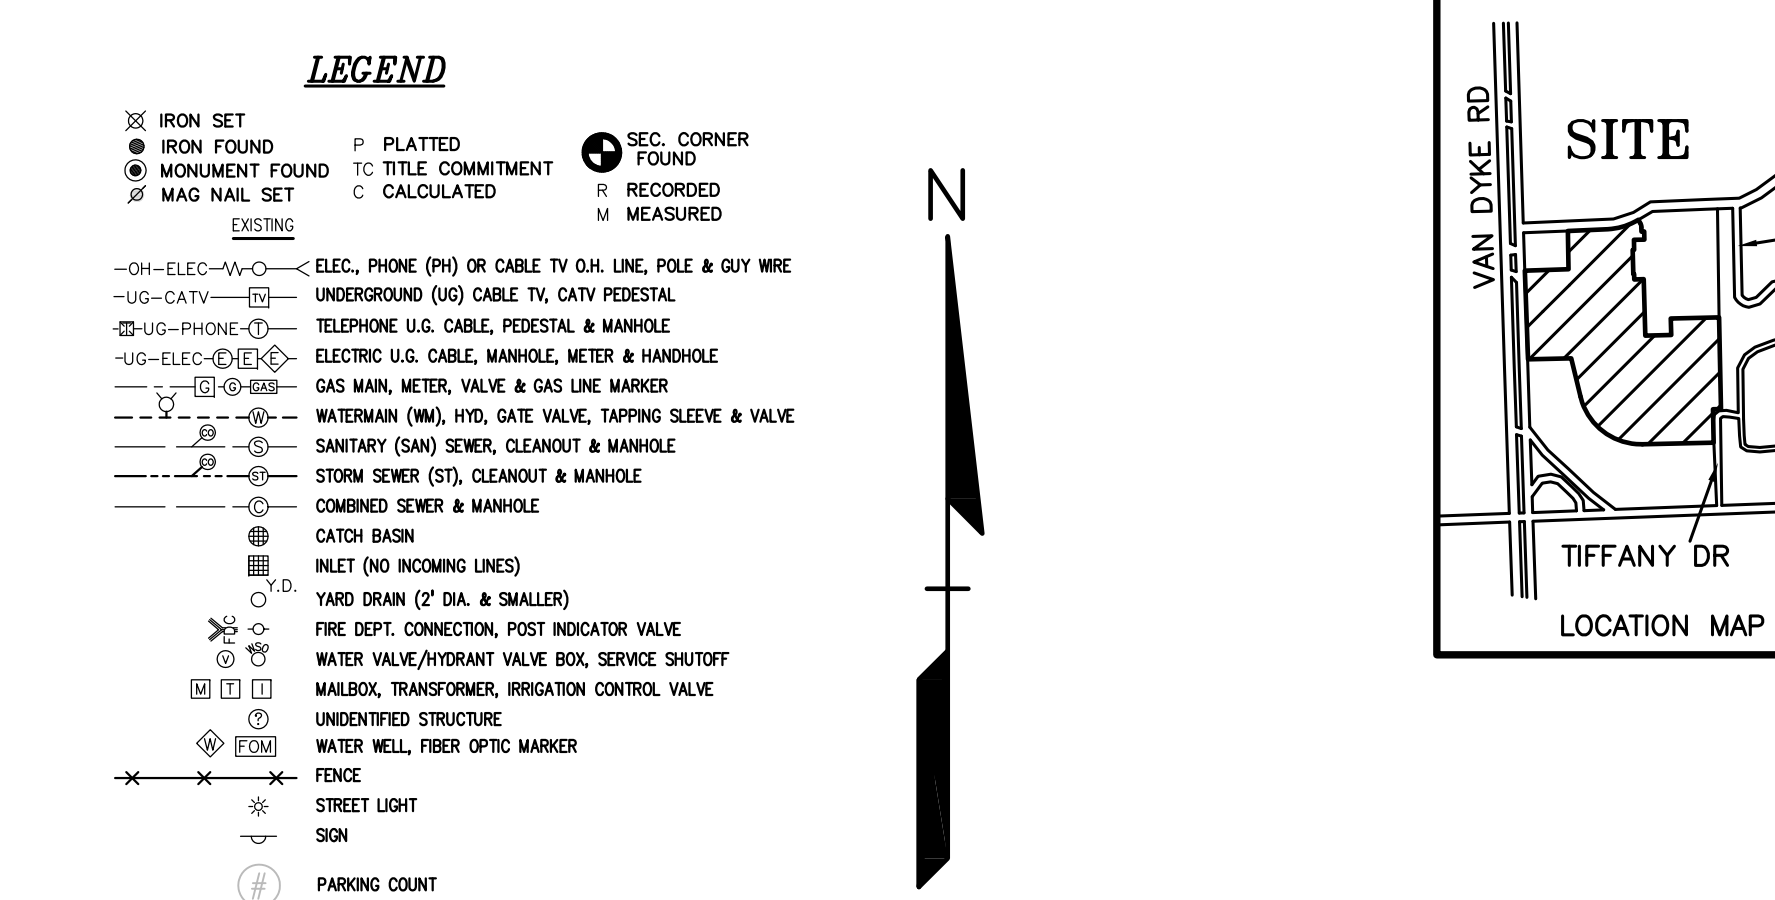 LEGEND
IRON SET
IRON FOUND
MONUMENT FOUND
MAG NAIL SET
P PLATTED
TC TITLE COMMITMENT
C CALCULATED
SEC. CORNER
FOUND
R RECORDED
M MEASURED
EXISTING
OH-ELEC ELEC., PHONE (PH) OR CABLE TV O.H. LINE, POLE & GUY WIRE
UG-CATV TV UNDERGROUND (UG) CABLE TV, CATV PEDESTAL
UG-PHONE T TELEPHONE U.G. CABLE, PEDESTAL & MANHOLE
UG-ELEC E E E ELECTRIC U.G. CABLE, MANHOLE, METER & HANDHOLE
G G GAS GAS MAIN, METER, VALVE & GAS LINE MARKER
W WATERMAIN (WM), HYD, GATE VALVE, TAPPING SLEEVE & VALVE
CO S SANITARY (SAN) SEWER, CLEANOUT & MANHOLE
CO ST STORM SEWER (ST), CLEANOUT & MANHOLE
C COMBINED SEWER & MANHOLE
CATCH BASIN
INLET (NO INCOMING LINES)
Y.D. YARD DRAIN (2' DIA. & SMALLER)
FDC FIRE DEPT. CONNECTION, POST INDICATOR VALVE
V WSO WATER VALVE/HYDRANT VALVE BOX, SERVICE SHUTOFF
M T I MAILBOX, TRANSFORMER, IRRIGATION CONTROL VALVE
? UNIDENTIFIED STRUCTURE
W FOM WATER WELL, FIBER OPTIC MARKER
FENCE
STREET LIGHT
SIGN
# PARKING COUNT
N
VAN DYKE RD
SITE
TIFFANY DR
LOCATION MAP